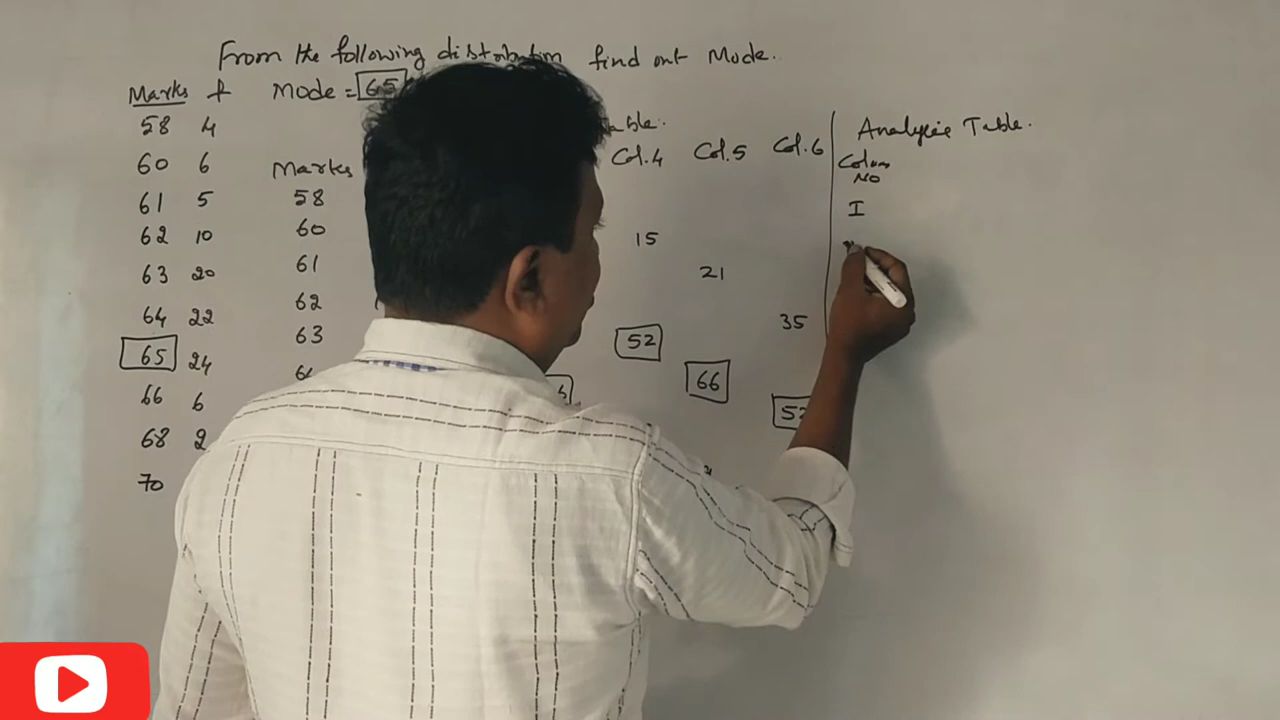 From the following distribution find out Mode.
Marks f Mode = 65
58 4
60 6
61 5
62 10
63 20
64 22
65 24
66 6
68 2
70
Marks
58
60
61
62
63
Col.4 Col.5 Col.6
15
21
35
52
66
Analysis Table.
Colum
No
I